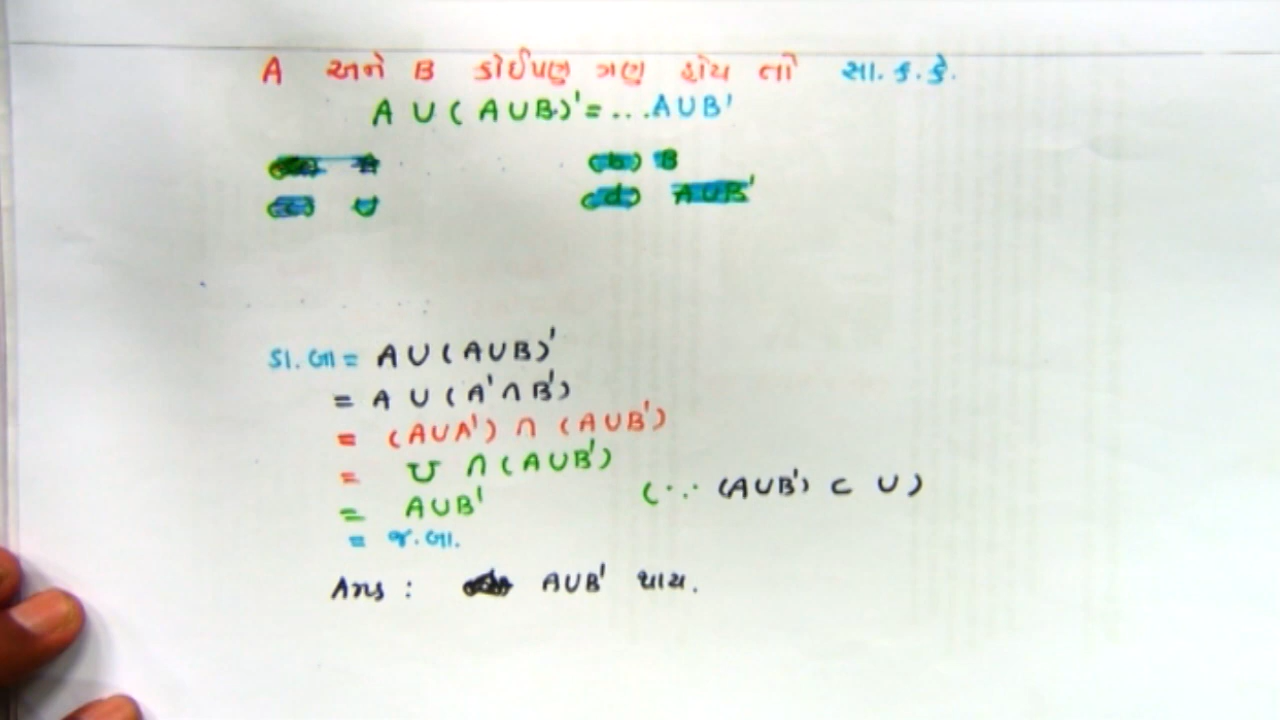 A અને B કોઈપણ ગણ હોય તો સા.ક.કે.
A ∪ (A∪B)' = ...A∪B'
(b) B
(c) U
(d) A∪B'
ડા.બા = A∪(A∪B)'
= A ∪ (A'∩B')
= (A∪A') ∩ (A∪B')
= U ∩ (A∪B')
= A∪B' (∵ (A∪B') ⊂ U)
= જ.બા.
Ans : A∪B' થાય.